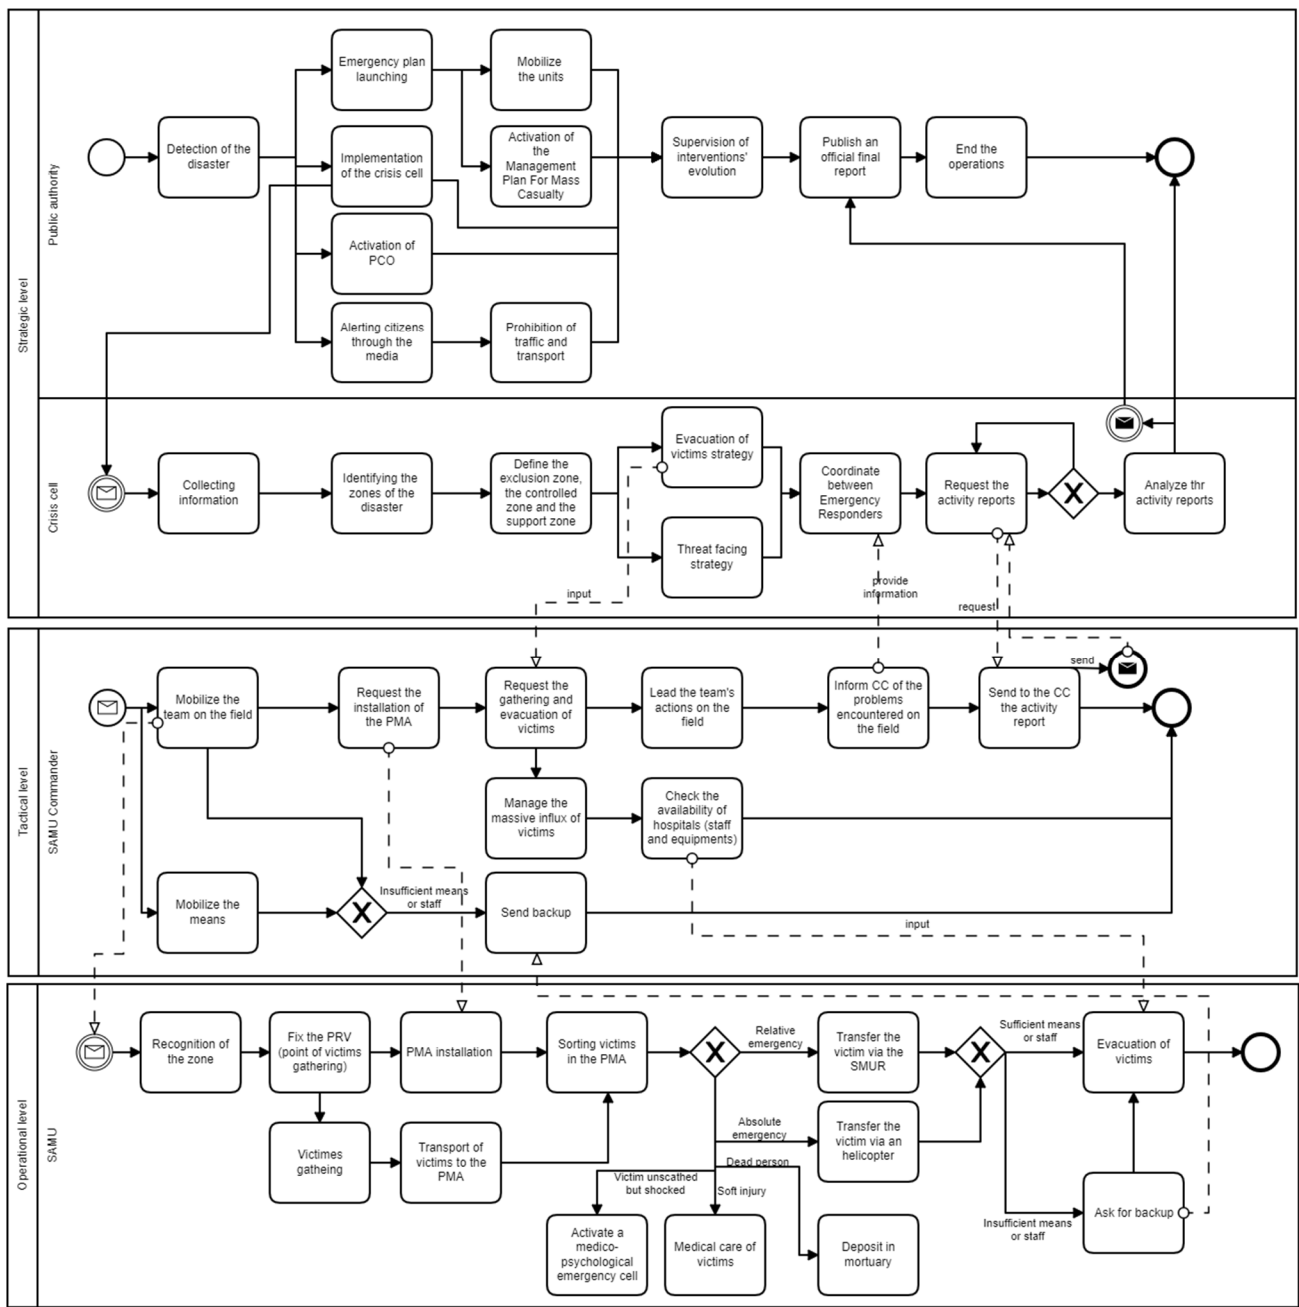 Strategic level
Public authority
Detection of the
disaster
Emergency plan
launching
Mobilize
the units
Implementation
of the crisis cell
Activation of
the
Management
Plan For Mass
Casualty
Activation of
PCO
Alerting citizens
through the
media
Prohibition of
traffic and
transport
Supervision of
interventions'
evolution
Publish an
official final
report
End the
operations
Crisis cell
Collecting
information
Identifying the
zones of the
disaster
Define the
exclusion zone,
the controlled
zone and the
support zone
Evacuation of
victims strategy
Threat facing
strategy
Coordinate
between
Emergency
Responders
Request the
activity reports
Analyze thr
activity reports
input
provide
information
request
Tactical level
SAMU Commander
Mobilize the
team on the field
Request the
installation of
the PMA
Request the
gathering and
evacuation of
victims
Lead the team's
actions on the
field
Inform CC of the
problems
encountered on
the field
Send to the CC
the activity
report
send
Manage the
massive influx of
victims
Check the
availability of
hospitals (staff
and equipments)
Mobilize the
means
Insufficient means
or staff
Send backup
input
Operational level
SAMU
Recognition of
the zone
Fix the PRV
(point of victims
gathering)
PMA installation
Sorting victims
in the PMA
Relative
emergency
Transfer the
victim via the
SMUR
Sufficient means
or staff
Evacuation of
victims
Victimes
gatheing
Transport of
victims to the
PMA
Absolute
emergency
Transfer the
victim via an
helicopter
Dead person
Victim unscathed
but shocked
Soft injury
Insufficient means
or staff
Ask for backup
Activate a
medico-
psychological
emergency cell
Medical care of
victims
Deposit in
mortuary